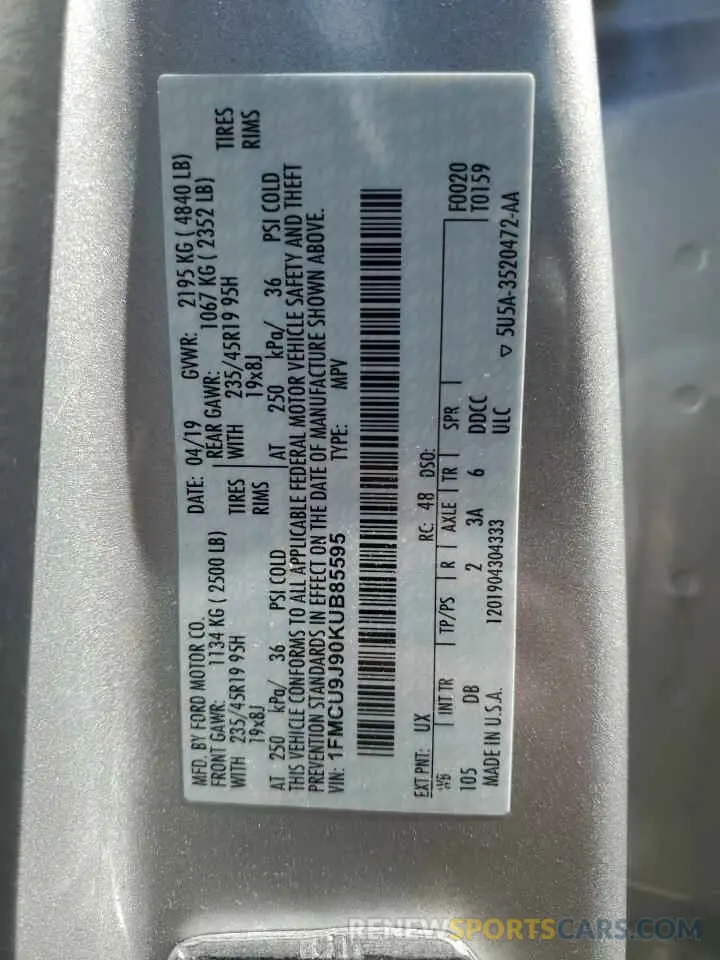 MFD. BY FORD MOTOR CO.
DATE: 04/19 GVWR: 2195 KG ( 4840 LB)
FRONT GAWR: 1134 KG ( 2500 LB) REAR GAWR: 1067 KG ( 2352 LB)
WITH 235/45R19 95H TIRES WITH 235/45R19 95H TIRES
19x8J RIMS 19x8J RIMS
AT 250 kPa/ 36 PSI COLD AT 250 kPa/ 36 PSI COLD
THIS VEHICLE CONFORMS TO ALL APPLICABLE FEDERAL MOTOR VEHICLE SAFETY AND THEFT
PREVENTION STANDARDS IN EFFECT ON THE DATE OF MANUFACTURE SHOWN ABOVE.
VIN: 1FMCU9J90KUB85595 TYPE: MPV
EXT PNT: UX RC: 48 DSO:
WB INT TR TP/PS R AXLE TR SPR F0020
105 DB 2 3A 6 DDCC T0159
MADE IN U.S.A. 1201904304333 ULC
▽ 5U5A-3520472-AA
RENEWSPORTSCARS.COM